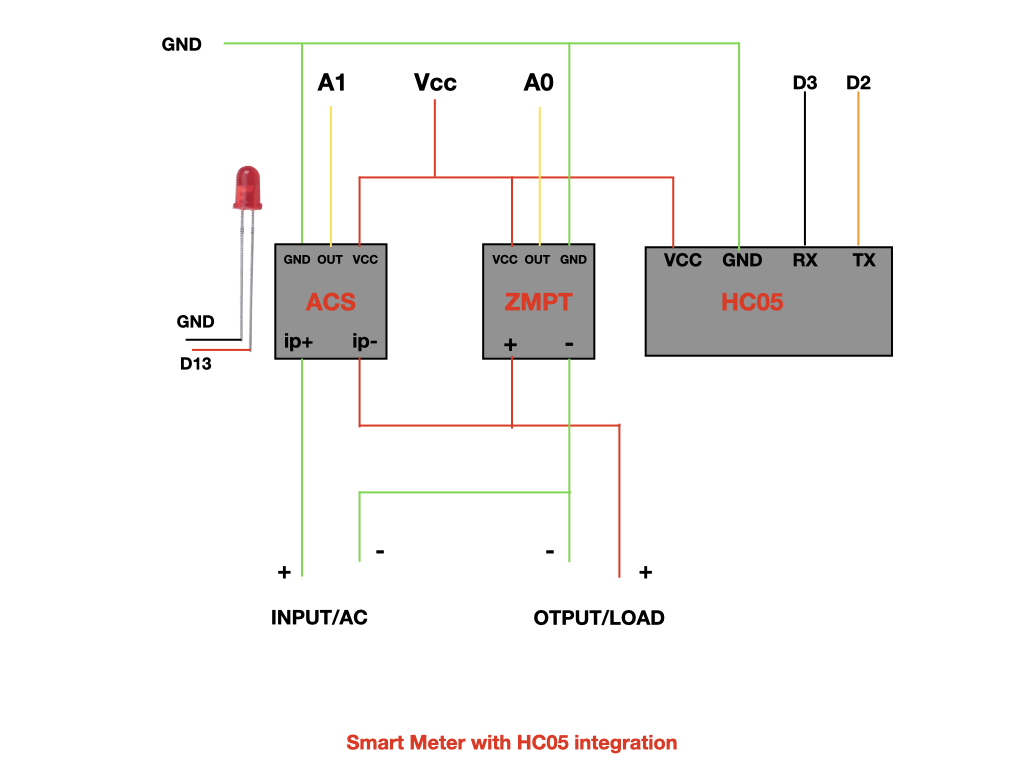 GND
A1
Vcc
A0
D3
D2
GND OUT VCC
ACS
ip+ ip-
VCC OUT GND
ZMPT
+ -
VCC GND RX TX
HC05
GND
D13
+ -
- +
INPUT/AC
OTPUT/LOAD
Smart Meter with HC05 integration